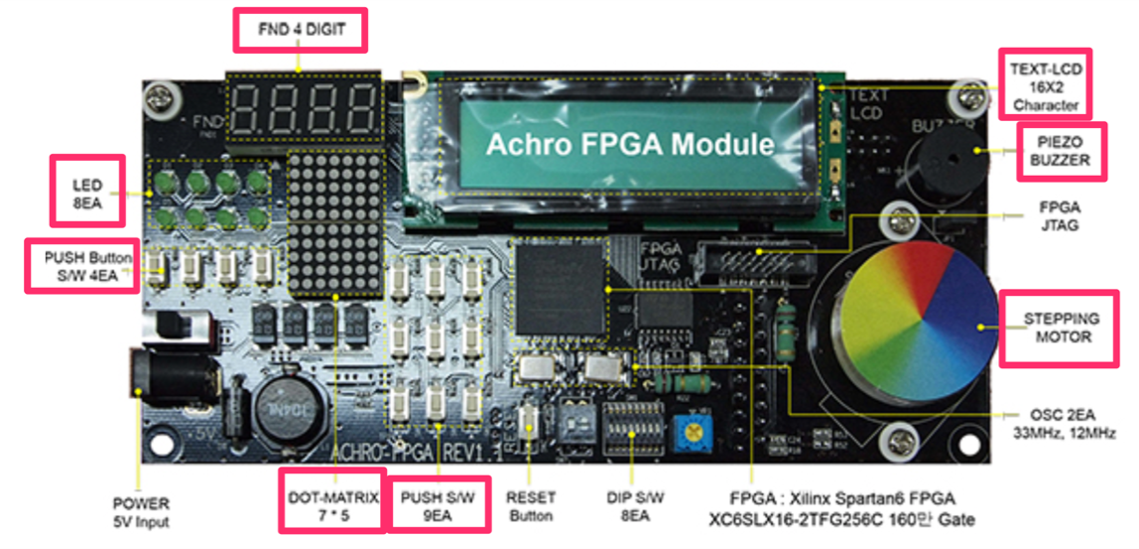 FND 4 DIGIT
TEXT-LCD
16X2
Character
FND
TEXT
LCD
BUZZER
Achro FPGA Module
PIEZO
BUZZER
LED
8EA
FPGA
JTAG
PUSH Button
S/W 4EA
FPGA
JTAG
STEPPING
MOTOR
OSC 2EA
33MHz, 12MHz
+5V
RESET
ACHRO-FPGA REV1.1
POWER
5V Input
DOT-MATRIX
7 * 5
PUSH S/W
9EA
RESET
Button
DIP S/W
8EA
FPGA : Xilinx Spartan6 FPGA
XC6SLX16-2TFG256C 160만 Gate